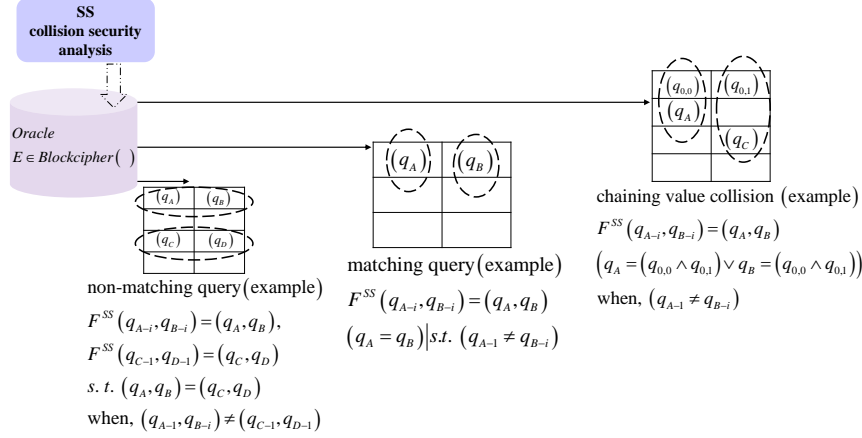 SS
collision security
analysis
Oracle
E ∈ Blockcipher( )
(q_A) (q_B)
(q_C) (q_D)
non-matching query(example)
F^{SS}(q_{A-i}, q_{B-i}) = (q_A, q_B),
F^{SS}(q_{C-1}, q_{D-1}) = (q_C, q_D)
s. t. (q_A, q_B) = (q_C, q_D)
when, (q_{A-1}, q_{B-i}) ≠ (q_{C-1}, q_{D-1})
(q_A) (q_B)
matching query(example)
F^{SS}(q_{A-i}, q_{B-i}) = (q_A, q_B)
(q_A = q_B)|s.t. (q_{A-1} ≠ q_{B-i})
(q_{0,0}) (q_{0,1})
(q_A)
(q_C)
chaining value collision (example)
F^{SS}(q_{A-i}, q_{B-i}) = (q_A, q_B)
(q_A = (q_{0,0} ∧ q_{0,1}) ∨ q_B = (q_{0,0} ∧ q_{0,1}))
when, (q_{A-1} ≠ q_{B-i})